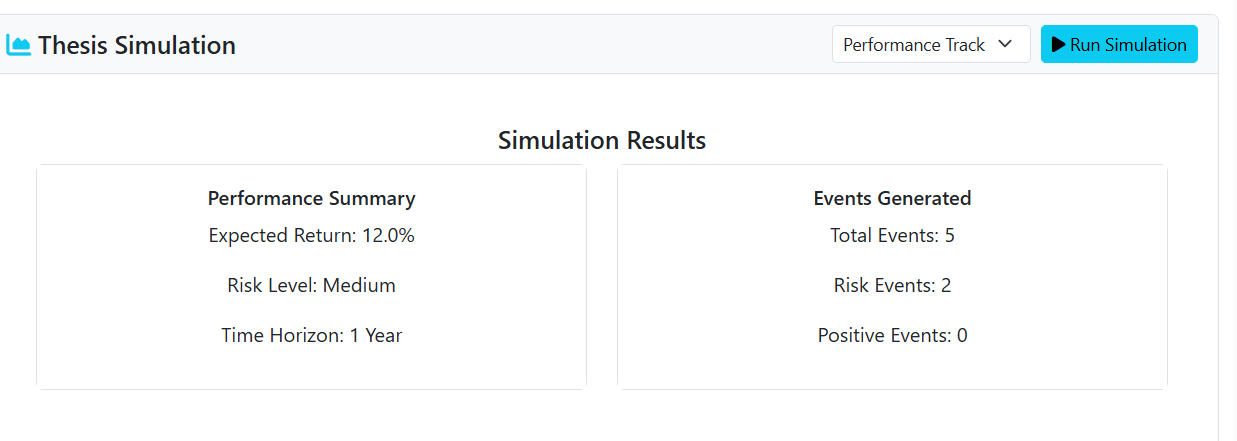 Thesis Simulation
Performance Track
Run Simulation
Simulation Results
Performance Summary
Expected Return: 12.0%
Risk Level: Medium
Time Horizon: 1 Year
Events Generated
Total Events: 5
Risk Events: 2
Positive Events: 0